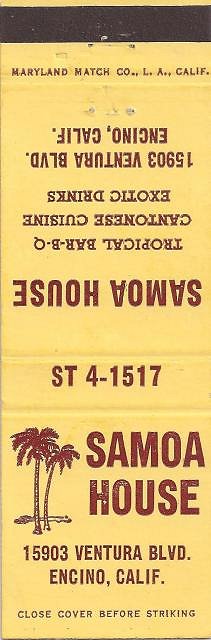 MARYLAND MATCH CO., L. A., CALIF.
SAMOA HOUSE
TROPICAL BAR-B-Q
CANTONESE CUISINE
EXOTIC DRINKS
15903 VENTURA BLVD.
ENCINO, CALIF.
ST 4-1517
SAMOA
HOUSE
15903 VENTURA BLVD.
ENCINO, CALIF.
CLOSE COVER BEFORE STRIKING